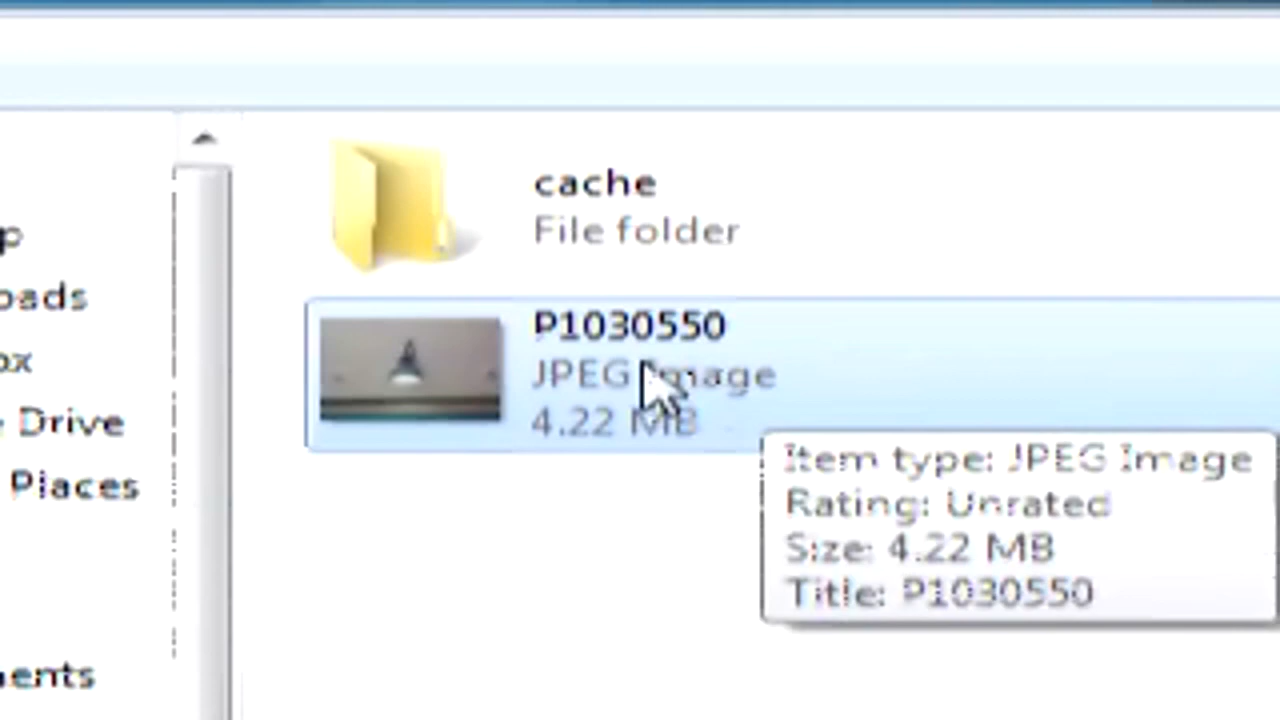 cache
File folder
P1030550
JPEG Image
4.22 MB
Item type: JPEG Image
Rating: Unrated
Size: 4.22 MB
Title: P1030550
p
oads
ox
Drive
Places
ents